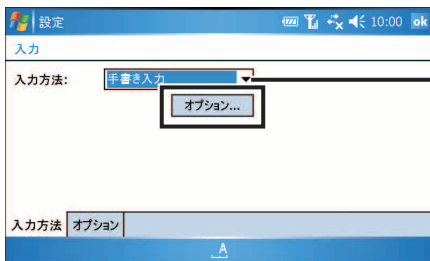 設定 10:00 ok
入力
入力方法: 手書き入力
オプション...
入力方法 オプション
A